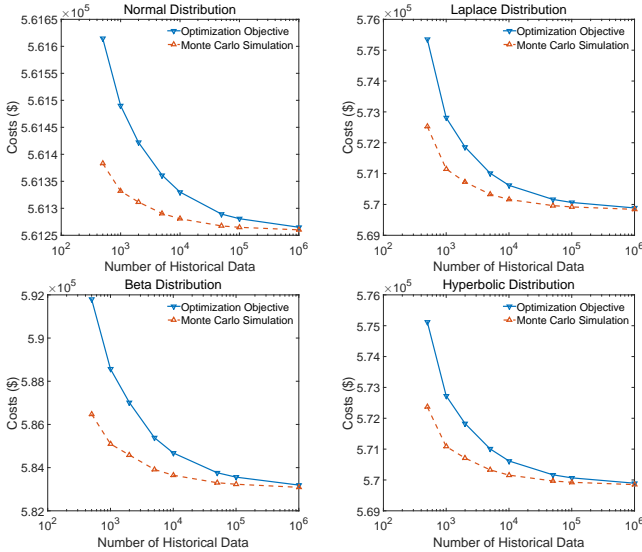 Normal Distribution
×10⁵
5.6165
5.616
5.6155
5.615
5.6145
5.614
5.6135
5.613
5.6125
Costs ($)
Optimization Objective
Monte Carlo Simulation
10² 10³ 10⁴ 10⁵ 10⁶
Number of Historical Data
Laplace Distribution
×10⁵
5.76
5.75
5.74
5.73
5.72
5.71
5.7
5.69
Costs ($)
Optimization Objective
Monte Carlo Simulation
10² 10³ 10⁴ 10⁵ 10⁶
Number of Historical Data
Beta Distribution
×10⁵
5.92
5.9
5.88
5.86
5.84
5.82
Costs ($)
Optimization Objective
Monte Carlo Simulation
10² 10³ 10⁴ 10⁵ 10⁶
Number of Historical Data
Hyperbolic Distribution
×10⁵
5.76
5.75
5.74
5.73
5.72
5.71
5.7
5.69
Costs ($)
Optimization Objective
Monte Carlo Simulation
10² 10³ 10⁴ 10⁵ 10⁶
Number of Historical Data